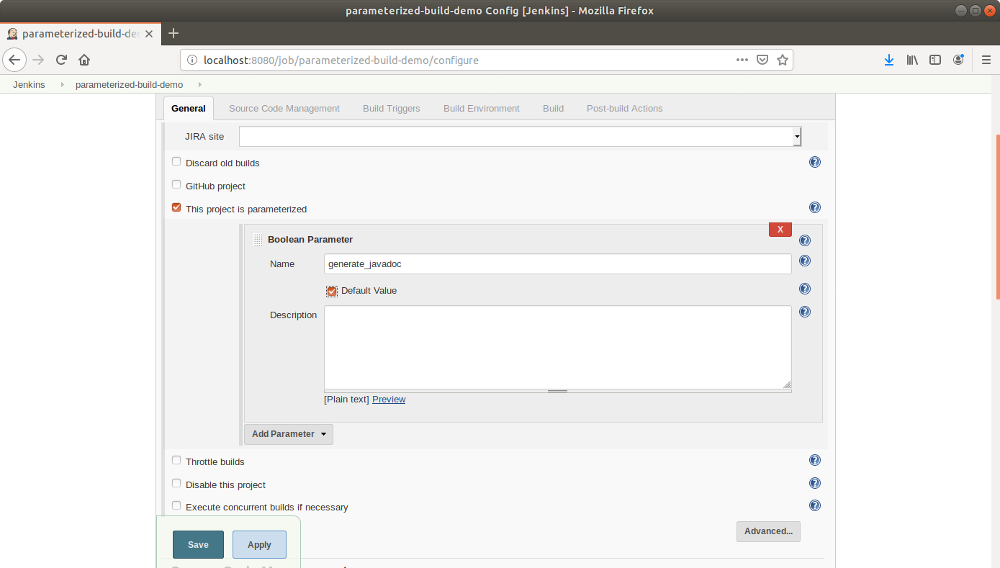 parameterized-build-demo Config [Jenkins] - Mozilla Firefox
parameterized-build-de
localhost:8080/job/parameterized-build-demo/configure
Jenkins parameterized-build-demo
General Source Code Management Build Triggers Build Environment Build Post-build Actions
JIRA site
Discard old builds
GitHub project
This project is parameterized
X
Boolean Parameter
Name generate_javadoc
Default Value
Description
[Plain text] Preview
Add Parameter
Throttle builds
Disable this project
Execute concurrent builds if necessary
Advanced...
Save Apply